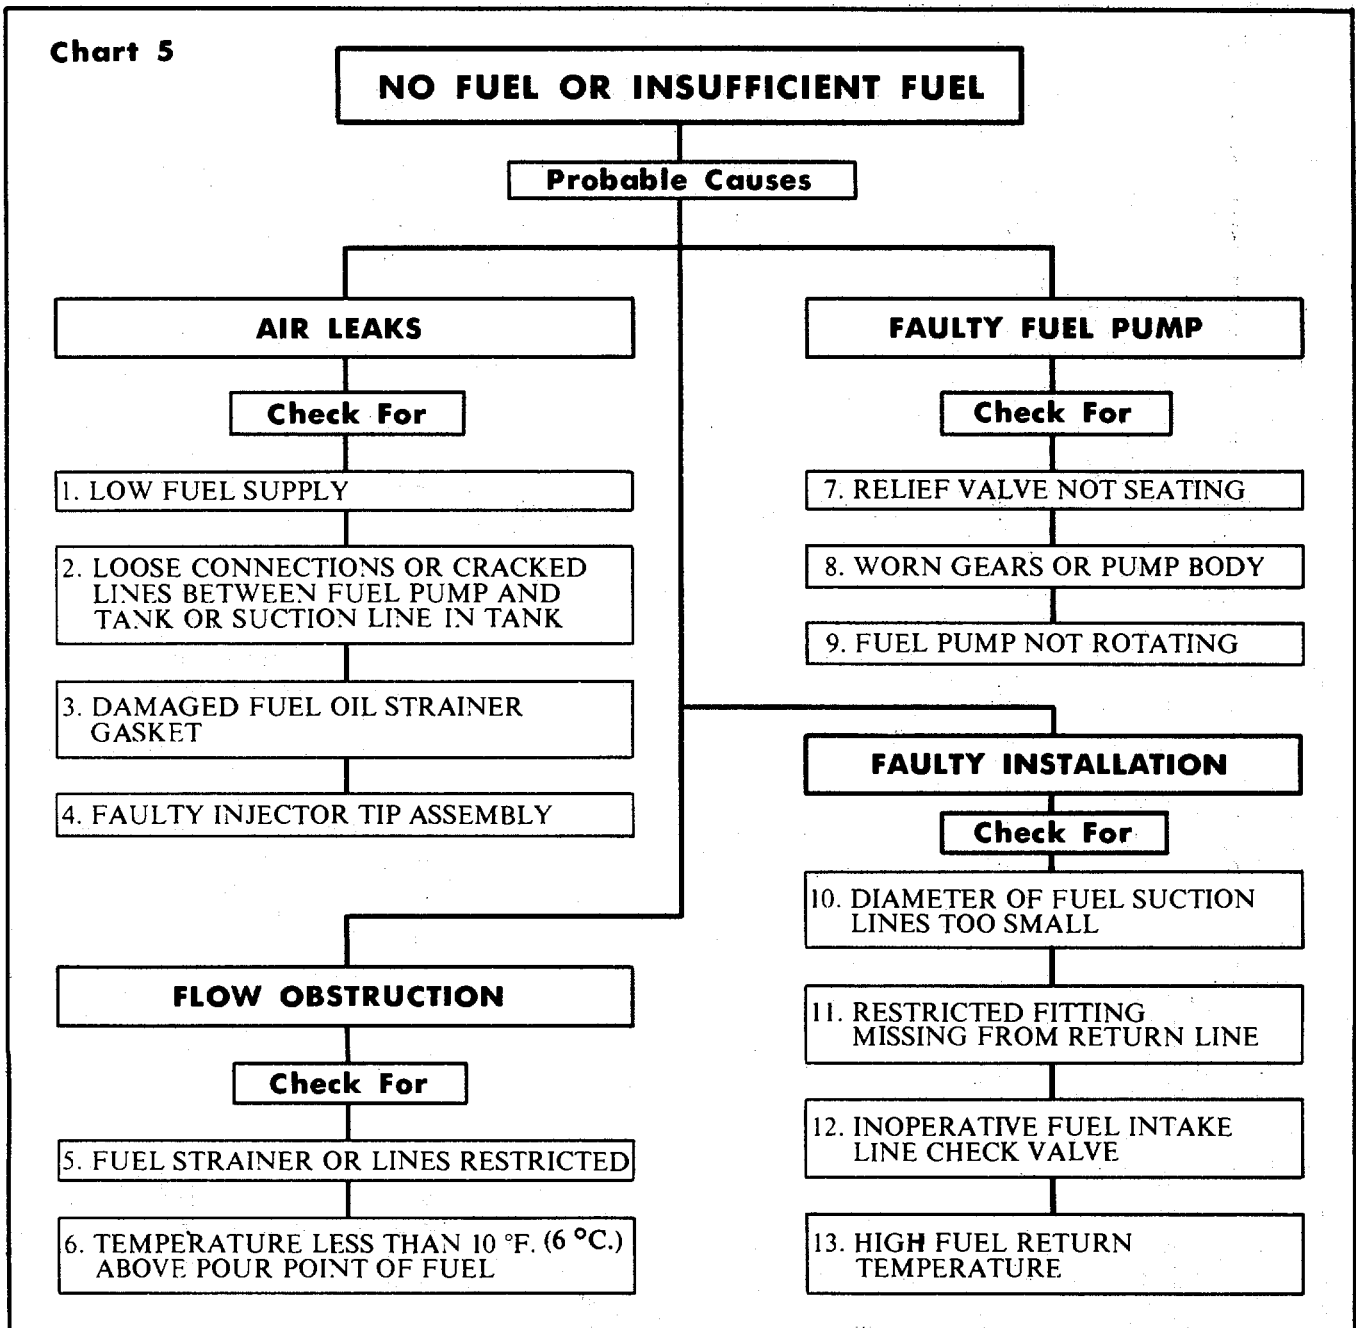 Chart 5
NO FUEL OR INSUFFICIENT FUEL
Probable Causes
AIR LEAKS
Check For
1. LOW FUEL SUPPLY
2. LOOSE CONNECTIONS OR CRACKED
LINES BETWEEN FUEL PUMP AND
TANK OR SUCTION LINE IN TANK
3. DAMAGED FUEL OIL STRAINER
GASKET
4. FAULTY INJECTOR TIP ASSEMBLY
FLOW OBSTRUCTION
Check For
5. FUEL STRAINER OR LINES RESTRICTED
6. TEMPERATURE LESS THAN 10 °F. (6 °C.)
ABOVE POUR POINT OF FUEL
FAULTY FUEL PUMP
Check For
7. RELIEF VALVE NOT SEATING
8. WORN GEARS OR PUMP BODY
9. FUEL PUMP NOT ROTATING
FAULTY INSTALLATION
Check For
10. DIAMETER OF FUEL SUCTION
LINES TOO SMALL
11. RESTRICTED FITTING
MISSING FROM RETURN LINE
12. INOPERATIVE FUEL INTAKE
LINE CHECK VALVE
13. HIGH FUEL RETURN
TEMPERATURE